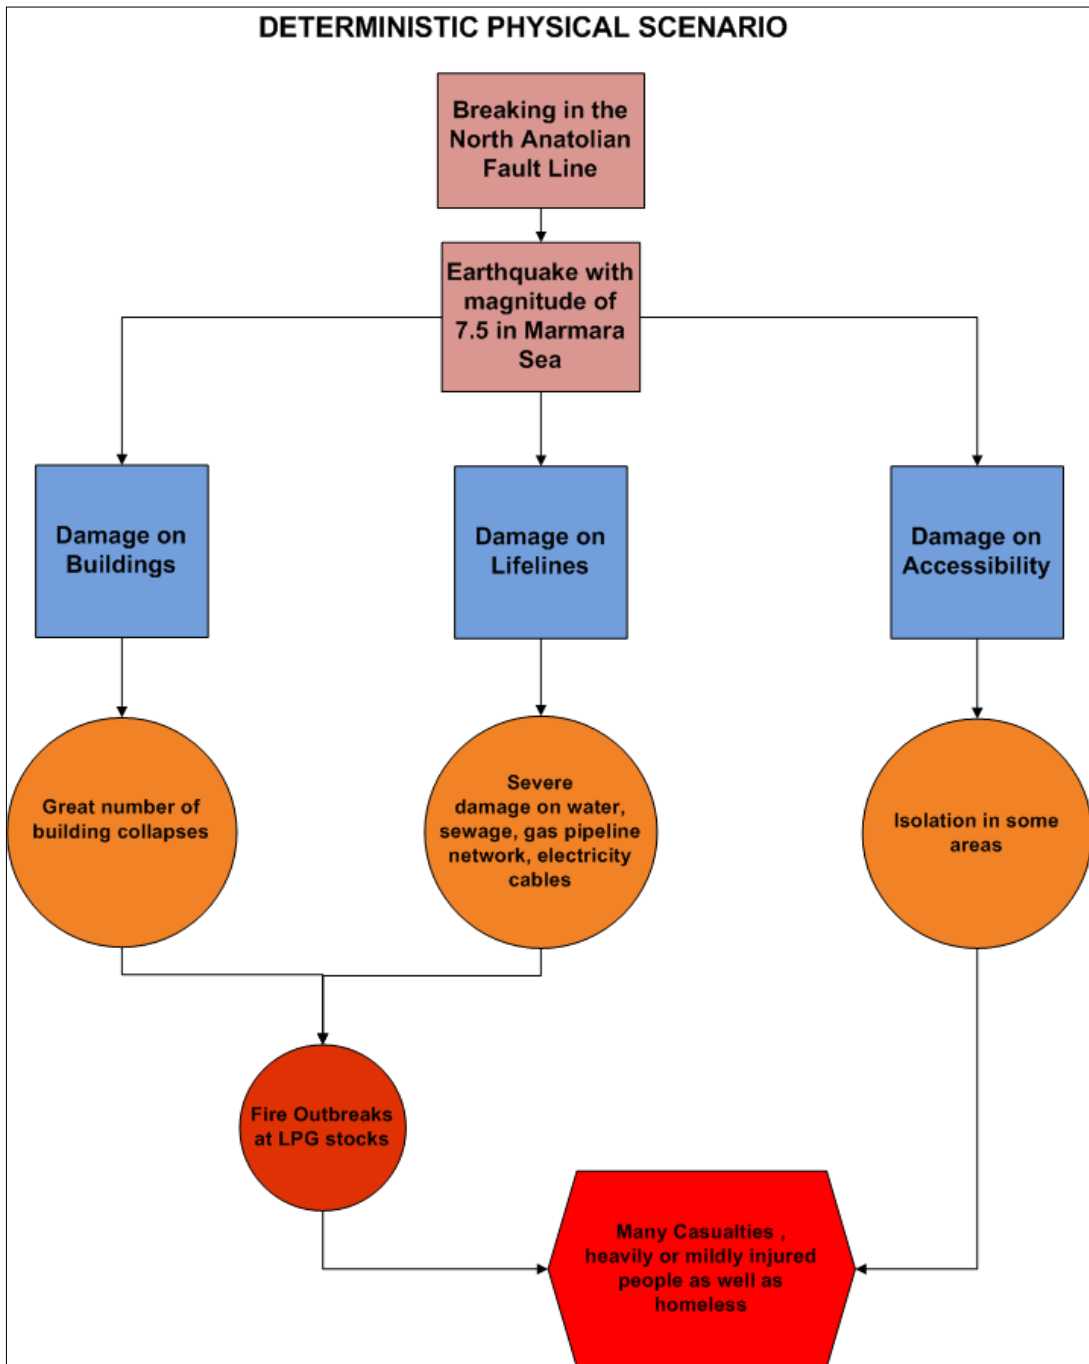 DETERMINISTIC PHYSICAL SCENARIO
Breaking in the
North Anatolian
Fault Line
Earthquake with
magnitude of
7.5 in Marmara
Sea
Damage on
Buildings
Damage on
Lifelines
Damage on
Accessibility
Great number of
building collapses
Severe
damage on water,
sewage, gas pipeline
network, electricity
cables
Isolation in some
areas
Fire Outbreaks
at LPG stocks
Many Casualties ,
heavily or mildly injured
people as well as
homeless